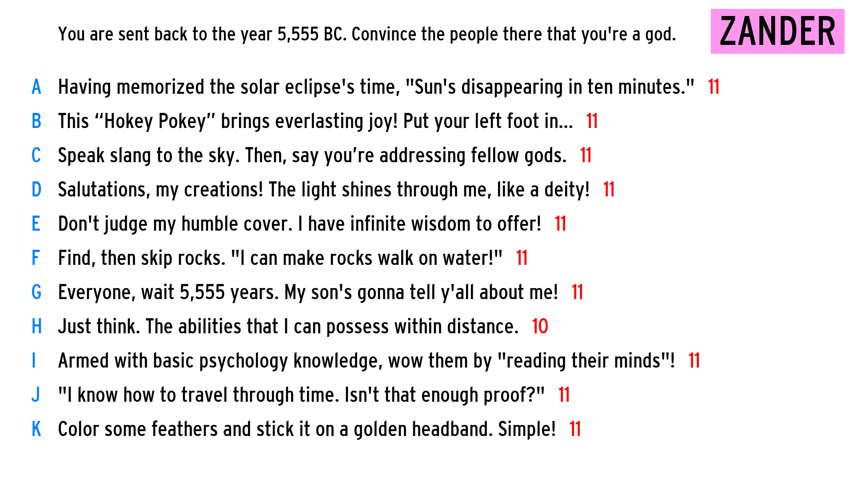 You are sent back to the year 5,555 BC. Convince the people there that you're a god.
ZANDER
A Having memorized the solar eclipse's time, "Sun's disappearing in ten minutes." 11
B This “Hokey Pokey” brings everlasting joy! Put your left foot in... 11
C Speak slang to the sky. Then, say you’re addressing fellow gods. 11
D Salutations, my creations! The light shines through me, like a deity! 11
E Don't judge my humble cover. I have infinite wisdom to offer! 11
F Find, then skip rocks. "I can make rocks walk on water!" 11
G Everyone, wait 5,555 years. My son's gonna tell y'all about me! 11
H Just think. The abilities that I can possess within distance. 10
I Armed with basic psychology knowledge, wow them by "reading their minds"! 11
J "I know how to travel through time. Isn't that enough proof?" 11
K Color some feathers and stick it on a golden headband. Simple! 11